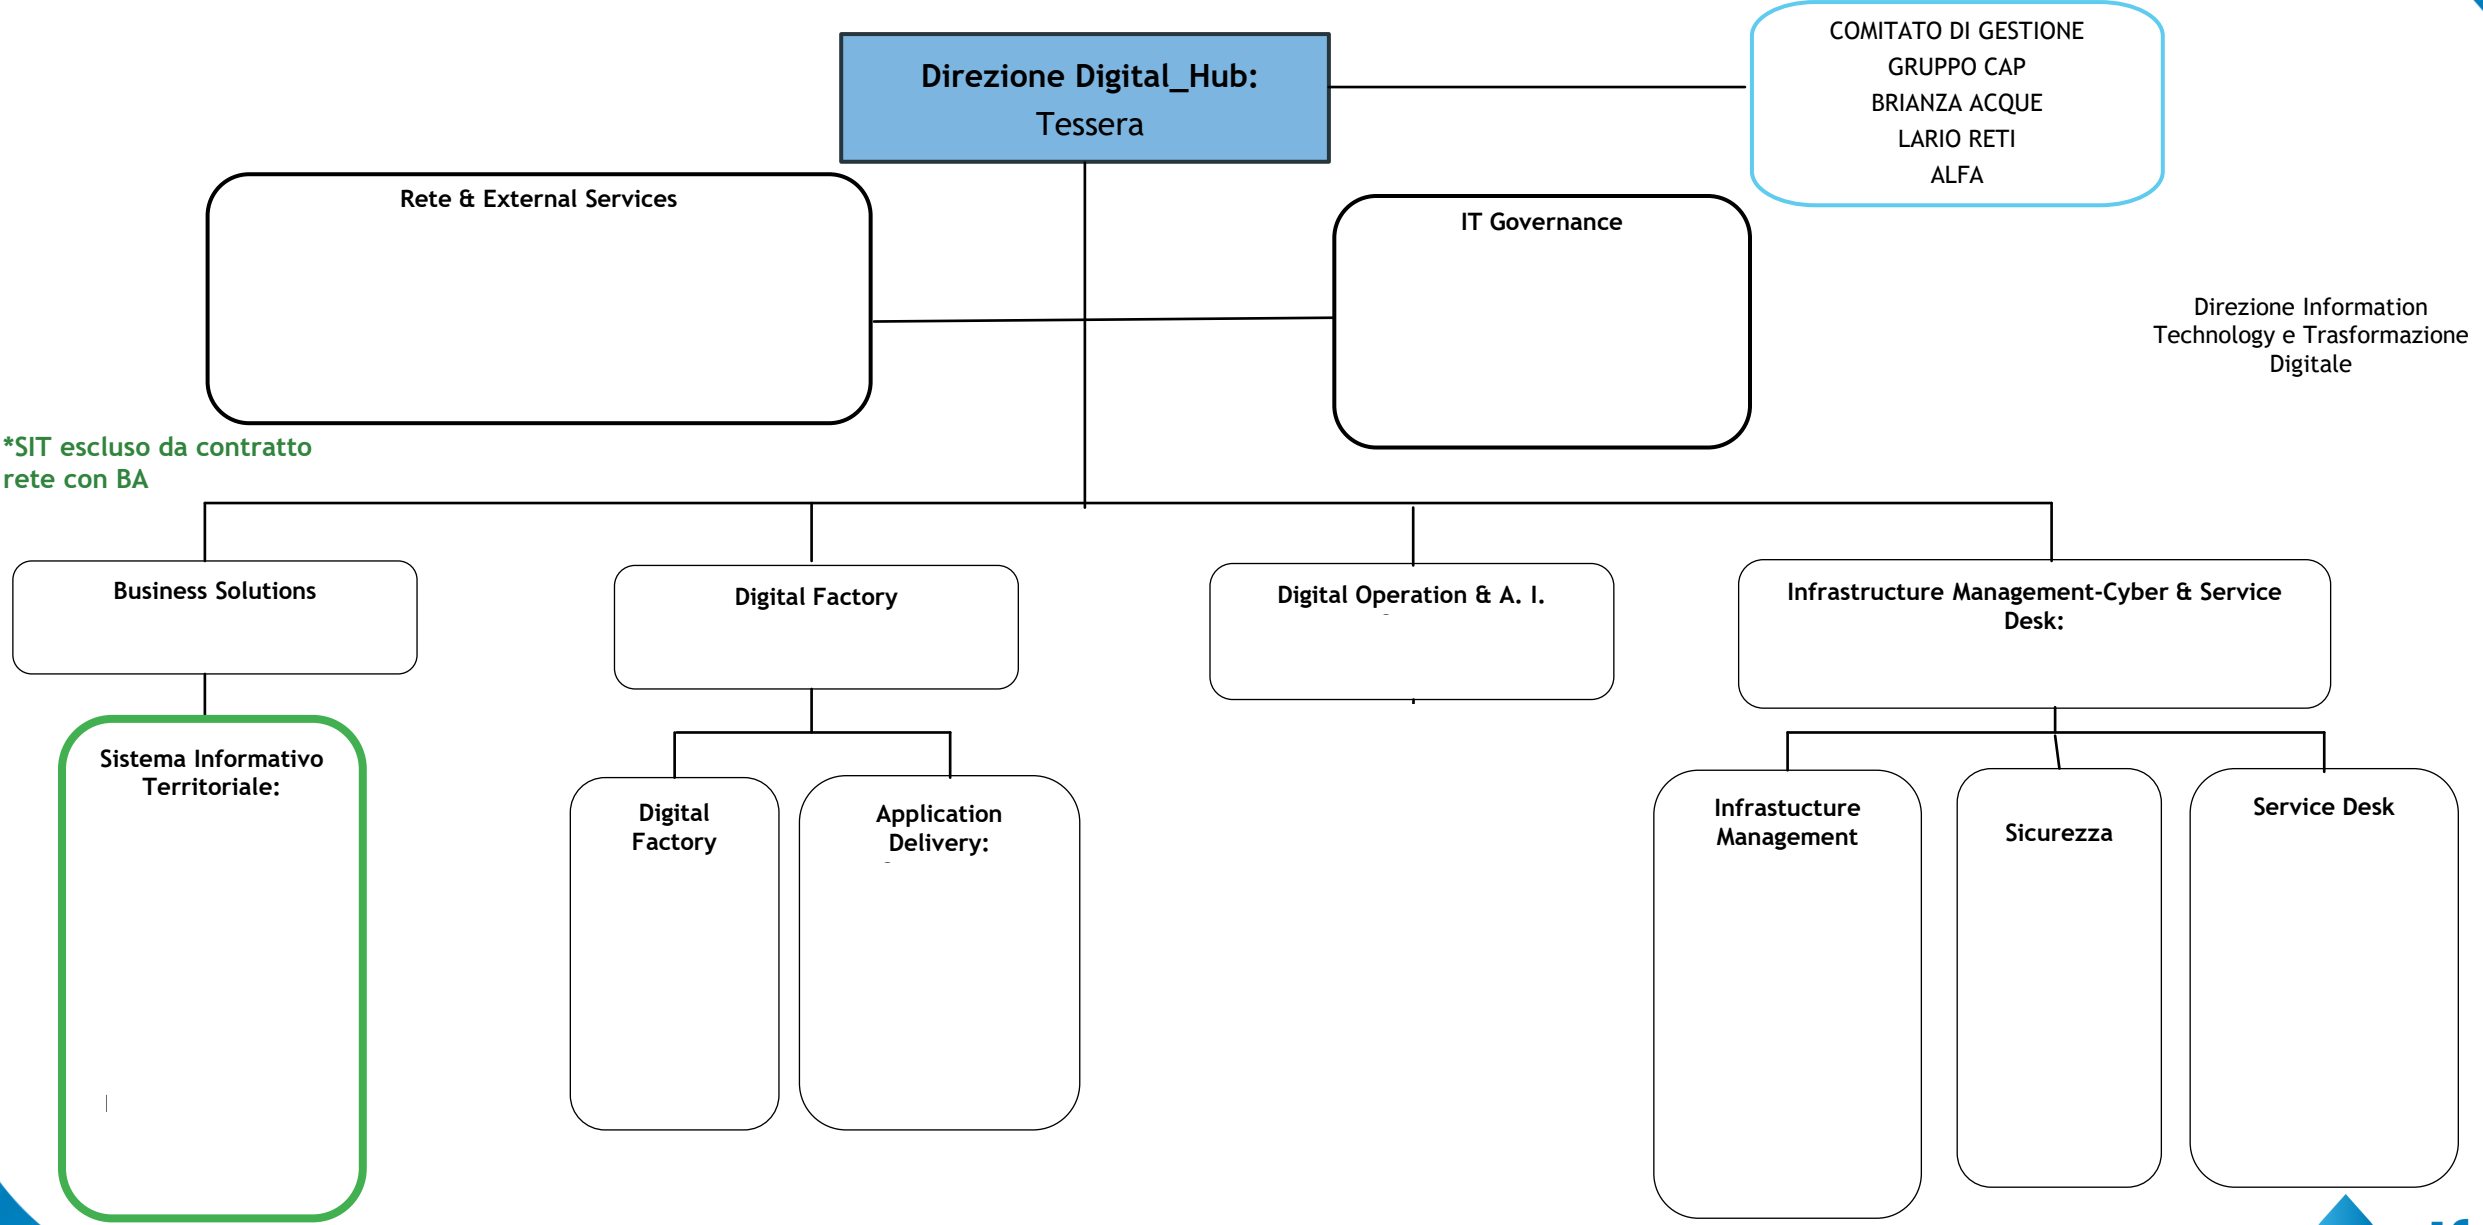 COMITATO DI GESTIONE
GRUPPO CAP
BRIANZA ACQUE
LARIO RETI
ALFA
Direzione Digital_Hub:
Tessera
Rete & External Services
IT Governance
Direzione Information
Technology e Trasformazione
Digitale
*SIT escluso da contratto
rete con BA
Business Solutions
Digital Factory
Digital Operation & A. I.
Infrastructure Management-Cyber & Service
Desk:
Sistema Informativo
Territoriale:
Digital
Factory
Application
Delivery:
Infrastucture
Management
Sicurezza
Service Desk